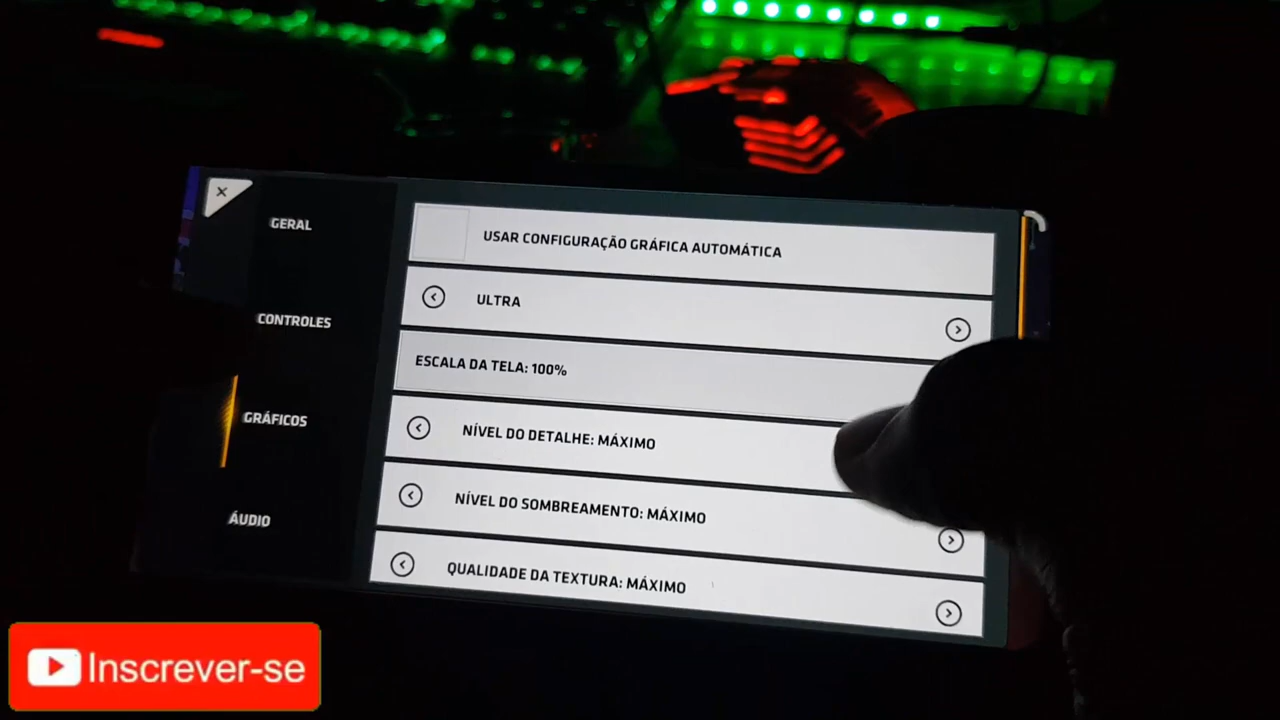 GERAL
CONTROLES
GRÁFICOS
ÁUDIO
USAR CONFIGURAÇÃO GRÁFICA AUTOMÁTICA
ULTRA
ESCALA DA TELA: 100%
NÍVEL DO DETALHE: MÁXIMO
NÍVEL DO SOMBREAMENTO: MÁXIMO
QUALIDADE DA TEXTURA: MÁXIMO
Inscrever-se